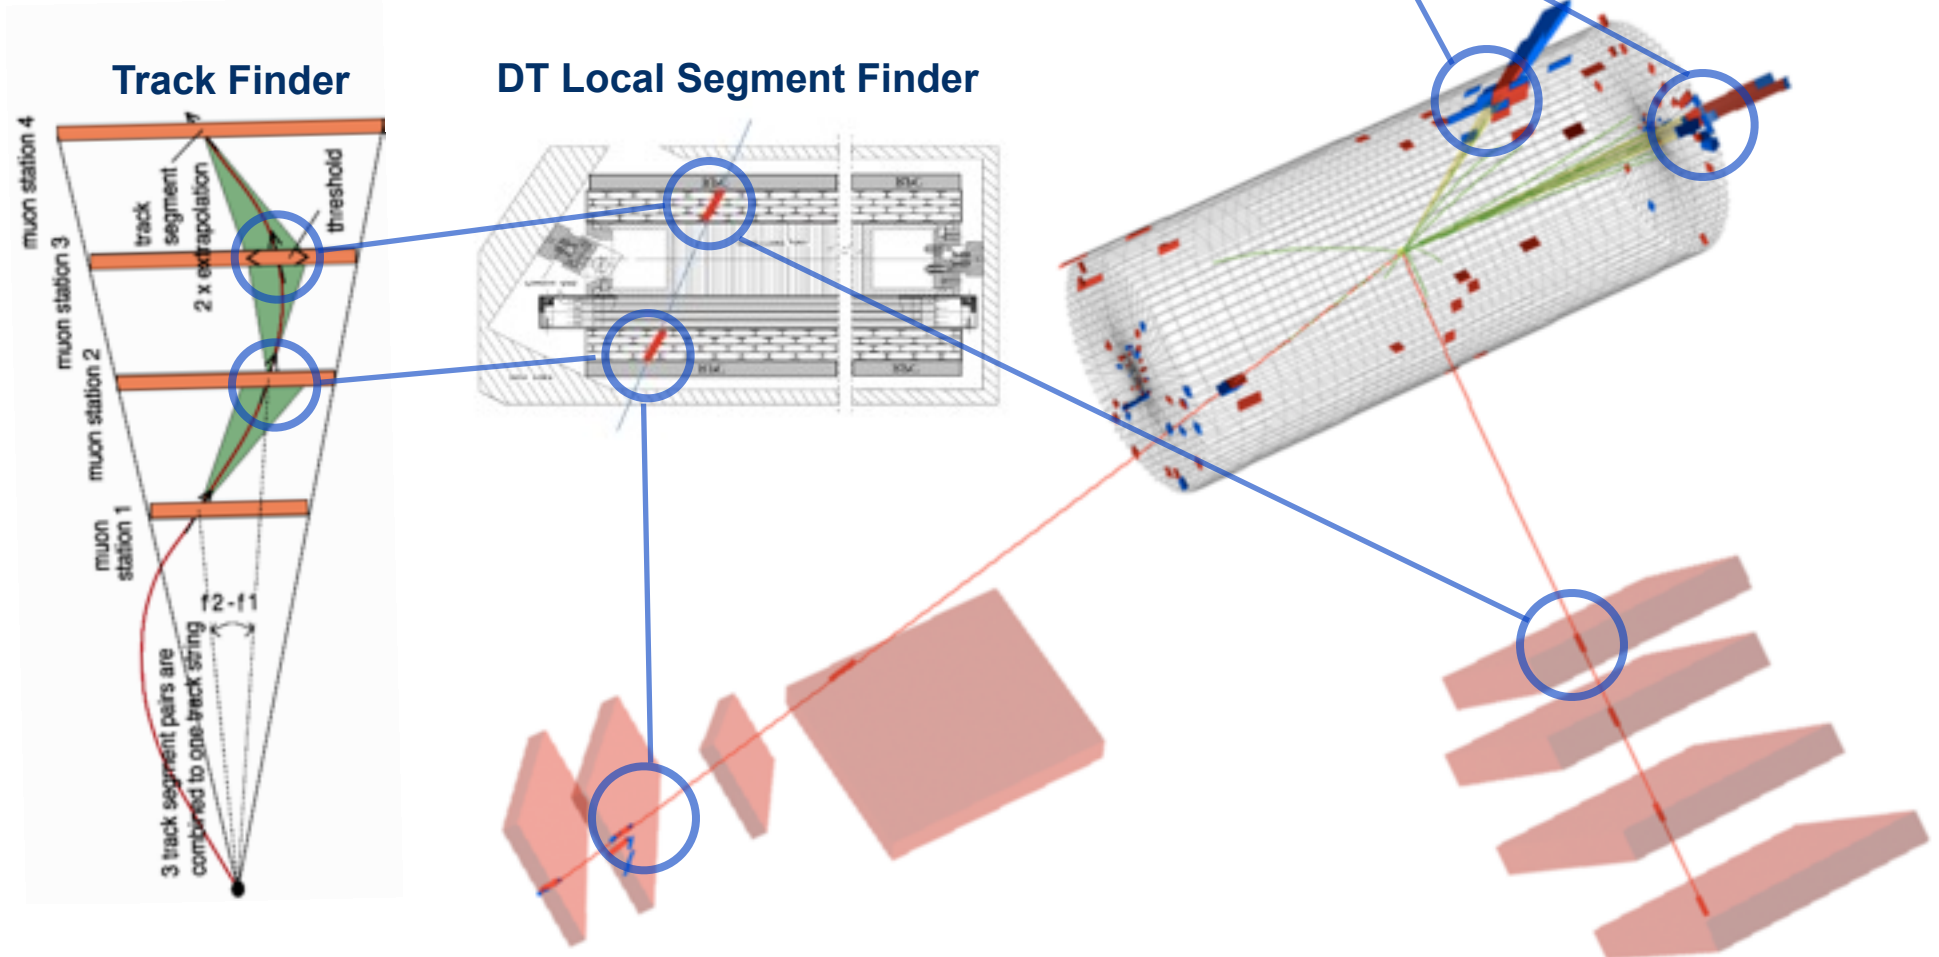 Track Finder
DT Local Segment Finder
muon station 4
muon station 3
muon station 2
muon
station 1
track
segment
2 x extrapolation
threshold
f2-f1
3 track segment pairs are
combined to one track string